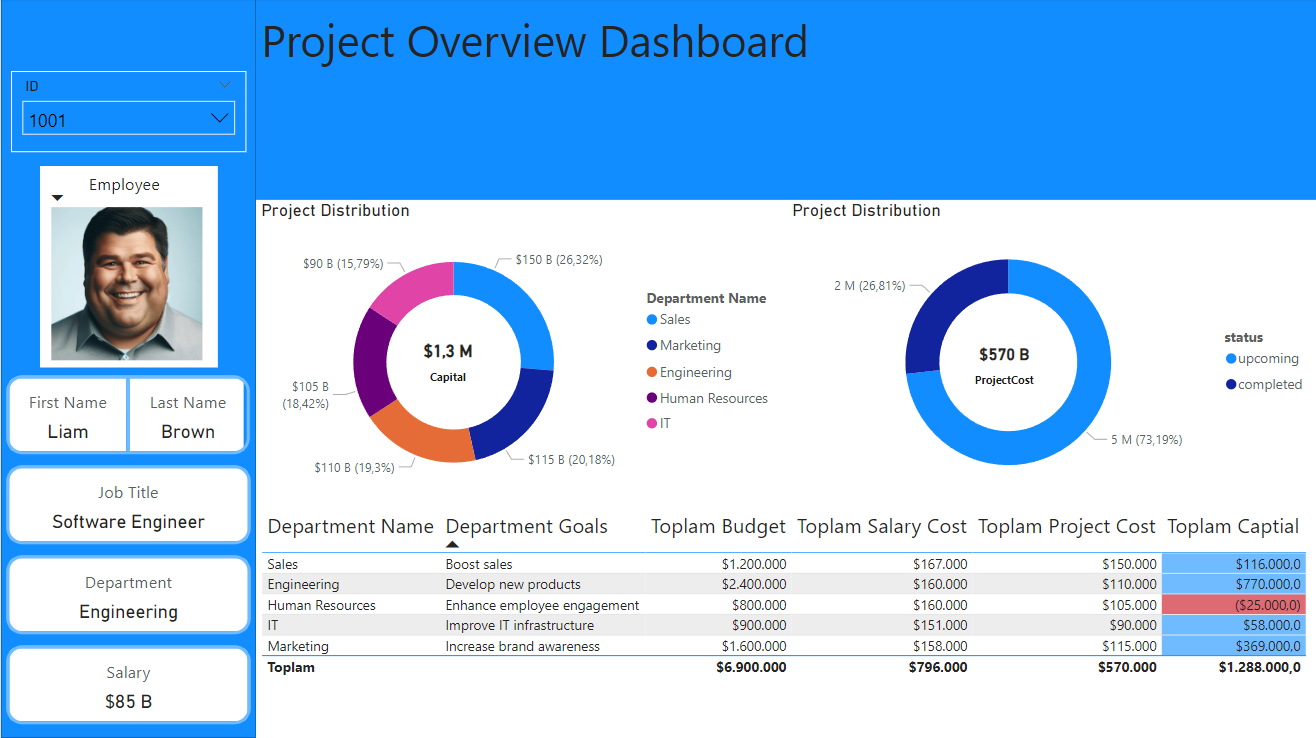 Project Overview Dashboard
ID
1001
Employee
First Name
Liam
Last Name
Brown
Job Title
Software Engineer
Department
Engineering
Salary
$85 B
Project Distribution
$90 B (15,79%)
$150 B (26,32%)
$105 B
(18,42%)
$1,3 M
Capital
$110 B (19,3%)
$115 B (20,18%)
Department Name
Sales
Marketing
Engineering
Human Resources
IT
Project Distribution
2 M (26,81%)
$570 B
ProjectCost
5 M (73,19%)
status
upcoming
completed
Department Name Department Goals Toplam Budget Toplam Salary Cost Toplam Project Cost Toplam Captial
Sales Boost sales $1.200.000 $167.000 $150.000 $116.000,0
Engineering Develop new products $2.400.000 $160.000 $110.000 $770.000,0
Human Resources Enhance employee engagement $800.000 $160.000 $105.000 ($25.000,0)
IT Improve IT infrastructure $900.000 $151.000 $90.000 $58.000,0
Marketing Increase brand awareness $1.600.000 $158.000 $115.000 $369.000,0
Toplam $6.900.000 $796.000 $570.000 $1.288.000,0